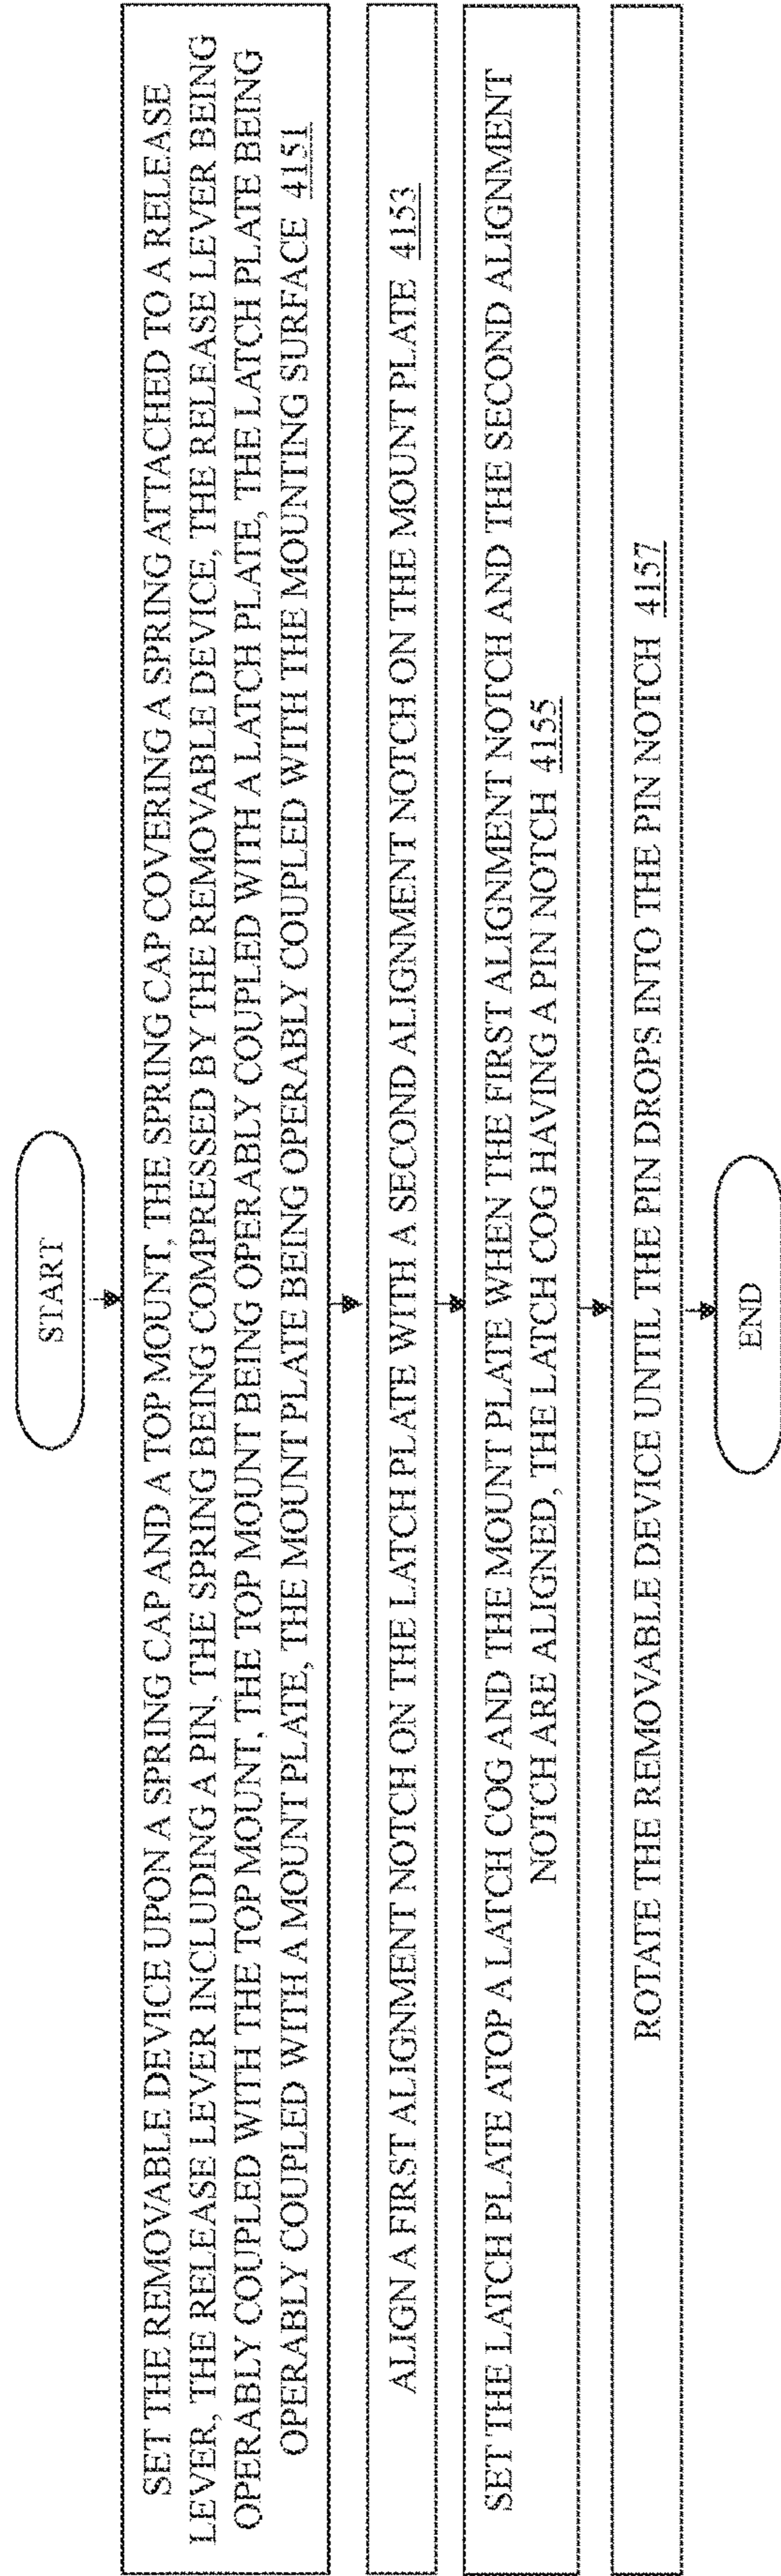 START
SET THE REMOVABLE DEVICE UPON A SPRING CAP AND A TOP MOUNT, THE SPRING CAP COVERING A SPRING ATTACHED TO A RELEASE
LEVER, THE RELEASE LEVER INCLUDING A PIN, THE SPRING BEING COMPRESSED BY THE REMOVABLE DEVICE, THE RELEASE LEVER BEING
OPERABLY COUPLED WITH THE TOP MOUNT, THE TOP MOUNT BEING OPERABLY COUPLED WITH A LATCH PLATE, THE LATCH PLATE BEING
OPERABLY COUPLED WITH A MOUNT PLATE, THE MOUNT PLATE BEING OPERABLY COUPLED WITH THE MOUNTING SURFACE 4151
ALIGN A FIRST ALIGNMENT NOTCH ON THE LATCH PLATE WITH A SECOND ALIGNMENT NOTCH ON THE MOUNT PLATE 4153
SET THE LATCH PLATE ATOP A LATCH COG AND THE MOUNT PLATE WHEN THE FIRST ALIGNMENT NOTCH AND THE SECOND ALIGNMENT
NOTCH ARE ALIGNED, THE LATCH COG HAVING A PIN NOTCH 4155
ROTATE THE REMOVABLE DEVICE UNTIL THE PIN DROPS INTO THE PIN NOTCH 4157
END